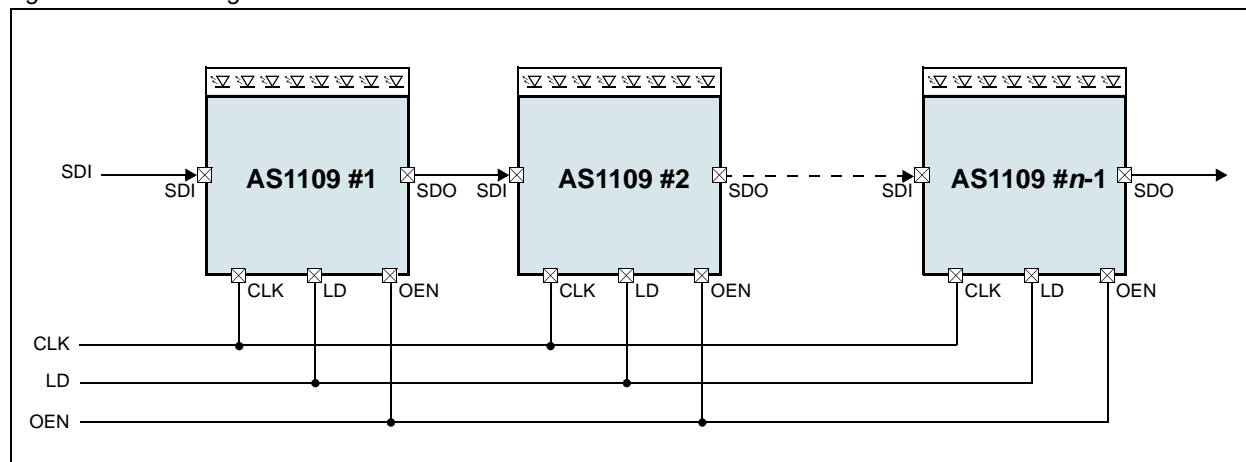 SDI
SDI
AS1109 #1
SDO
SDI
AS1109 #2
SDO
SDI
AS1109 #n-1
SDO
CLK
LD
OEN
CLK
LD
OEN
CLK
LD
OEN
CLK
LD
OEN